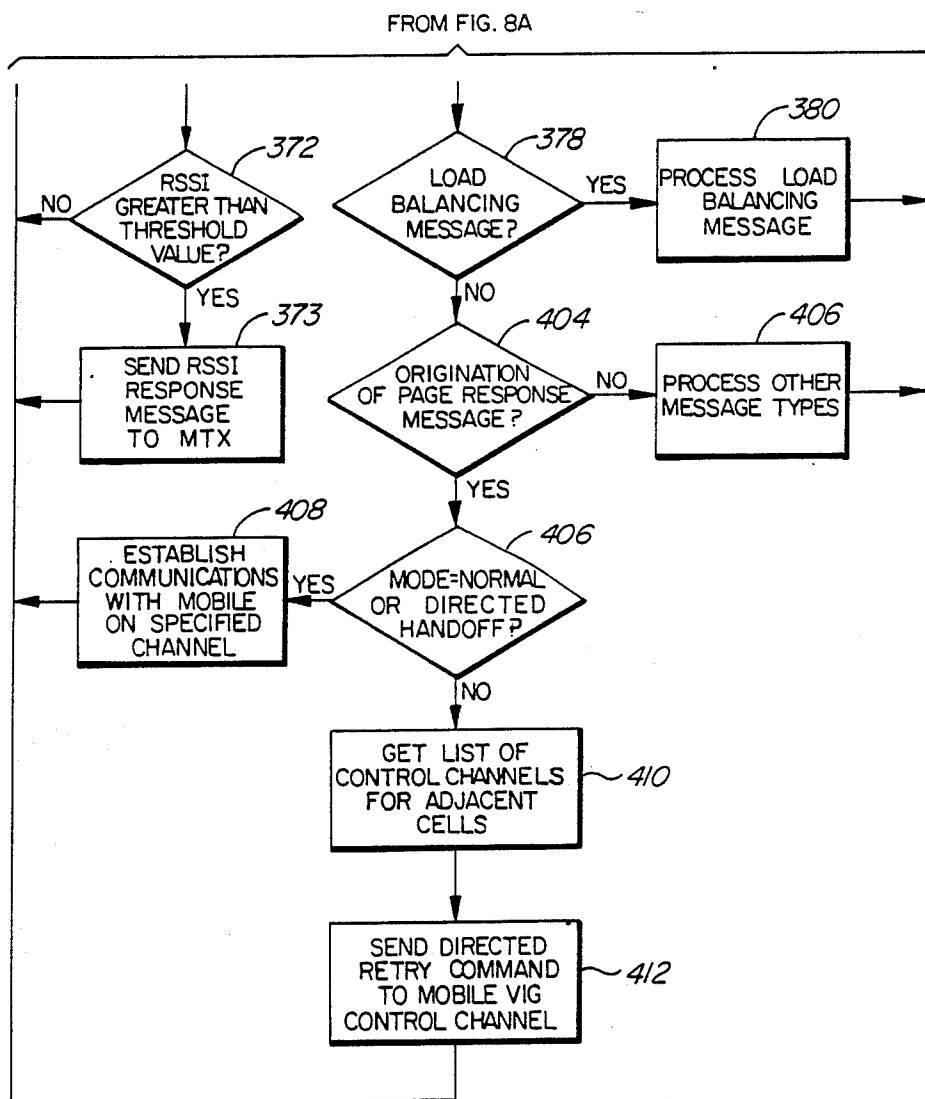 FROM FIG. 8A
372
RSSI
GREATER THAN
THRESHOLD
VALUE?
NO
YES
373
SEND RSSI
RESPONSE
MESSAGE
TO MTX
378
LOAD
BALANCING
MESSAGE?
YES
NO
380
PROCESS LOAD
BALANCING
MESSAGE
404
ORIGINATION
OF PAGE RESPONSE
MESSAGE?
NO
YES
406
PROCESS OTHER
MESSAGE TYPES
406
MODE=NORMAL
OR DIRECTED
HANDOFF?
YES
NO
408
ESTABLISH
COMMUNICATIONS
WITH MOBILE
ON SPECIFIED
CHANNEL
GET LIST OF
CONTROL CHANNELS
FOR ADJACENT
CELLS
410
SEND DIRECTED
RETRY COMMAND
TO MOBILE VIG
CONTROL CHANNEL
412